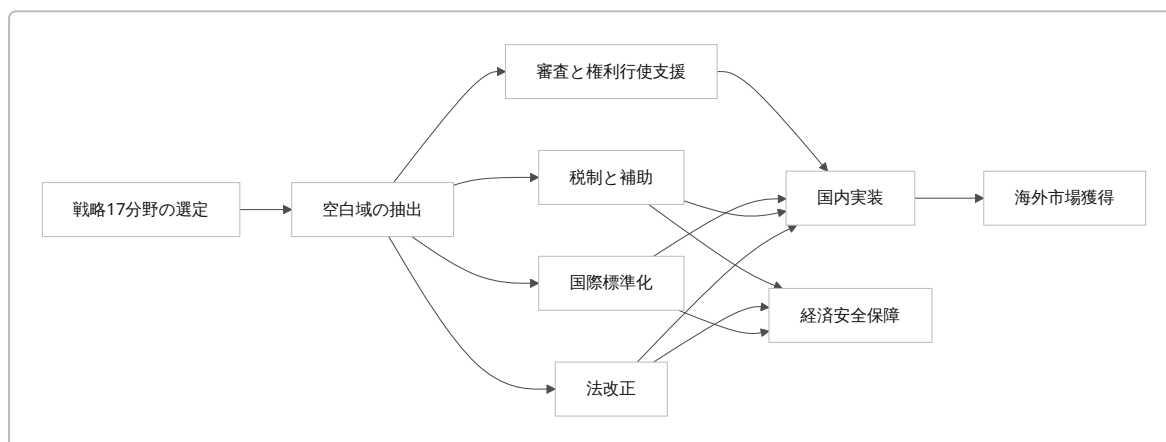 戦略17分野の選定
空白域の抽出
審査と権利行使支援
税制と補助
国際標準化
法改正
国内実装
経済安全保障
海外市場獲得